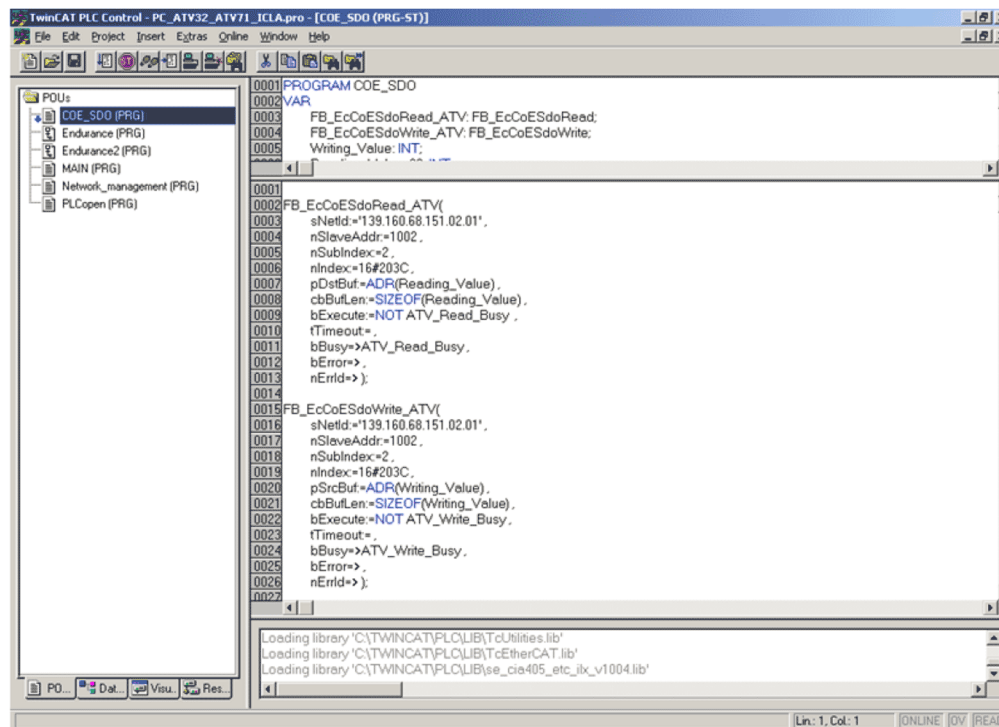 TwinCAT PLC Control - PC_ATV32_ATV71_ICLA.pro - [COE_SDO (PRG-ST)]
File Edit Project Insert Extras Online Window Help
POUs
COE_SDO (PRG)
Endurance (PRG)
Endurance2 (PRG)
MAIN (PRG)
Network_management (PRG)
PLCopen (PRG)
PO...
Dat...
Visu...
Res...
0001 PROGRAM COE_SDO
0002 VAR
0003 FB_EcCoESdoRead_ATV: FB_EcCoESdoRead;
0004 FB_EcCoESdoWrite_ATV: FB_EcCoESdoWrite;
0005 Writing_Value: INT;
0001
0002 FB_EcCoESdoRead_ATV(
0003 sNetId:='139.160.68.151.02.01',
0004 nSlaveAddr:=1002,
0005 nSubIndex:=2,
0006 nIndex:=16#203C,
0007 pDstBuf:=ADR(Reading_Value),
0008 cbBufLen:=SIZEOF(Reading_Value),
0009 bExecute:=NOT ATV_Read_Busy ,
0010 tTimeout:= ,
0011 bBusy=>ATV_Read_Busy,
0012 bError=> ,
0013 nErrId=> );
0014
0015 FB_EcCoESdoWrite_ATV(
0016 sNetId:='139.160.68.151.02.01',
0017 nSlaveAddr:=1002,
0018 nSubIndex:=2,
0019 nIndex:=16#203C,
0020 pSrcBuf:=ADR(Writing_Value),
0021 cbBufLen:=SIZEOF(Writing_Value),
0022 bExecute:=NOT ATV_Write_Busy,
0023 tTimeout:= ,
0024 bBusy=>ATV_Write_Busy,
0025 bError=> ,
0026 nErrId=> );
0027
Loading library 'C:\TWINCAT\PLC\LIB\TcUtilities.lib'
Loading library 'C:\TWINCAT\PLC\LIB\TcEtherCAT.lib'
Loading library 'C:\TWINCAT\PLC\LIB\se_cia405_etc_ilx_v1004.lib'
Lin.: 1, Col.: 1 ONLINE OV REA